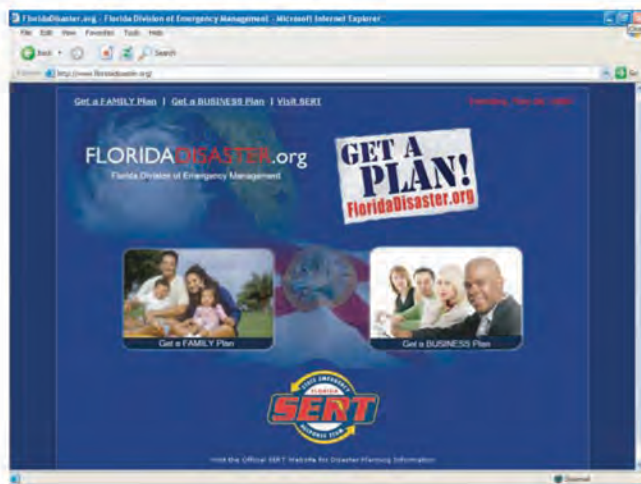 FloridaDisaster.org - Florida Division of Emergency Management - Microsoft Internet Explorer
File Edit View Favorites Tools Help
Back Search
http://www.floridadisaster.org/ Go
Get a FAMILY Plan | Get a BUSINESS Plan | Visit SERT
FLORIDADISASTER.org
Florida Division of Emergency Management
GET A
PLAN!
FloridaDisaster.org
Get a FAMILY Plan
Get a BUSINESS Plan
STATE EMERGENCY
FLORIDA
SERT
RESPONSE TEAM
Visit the Official SERT Website for Disaster Planning Information